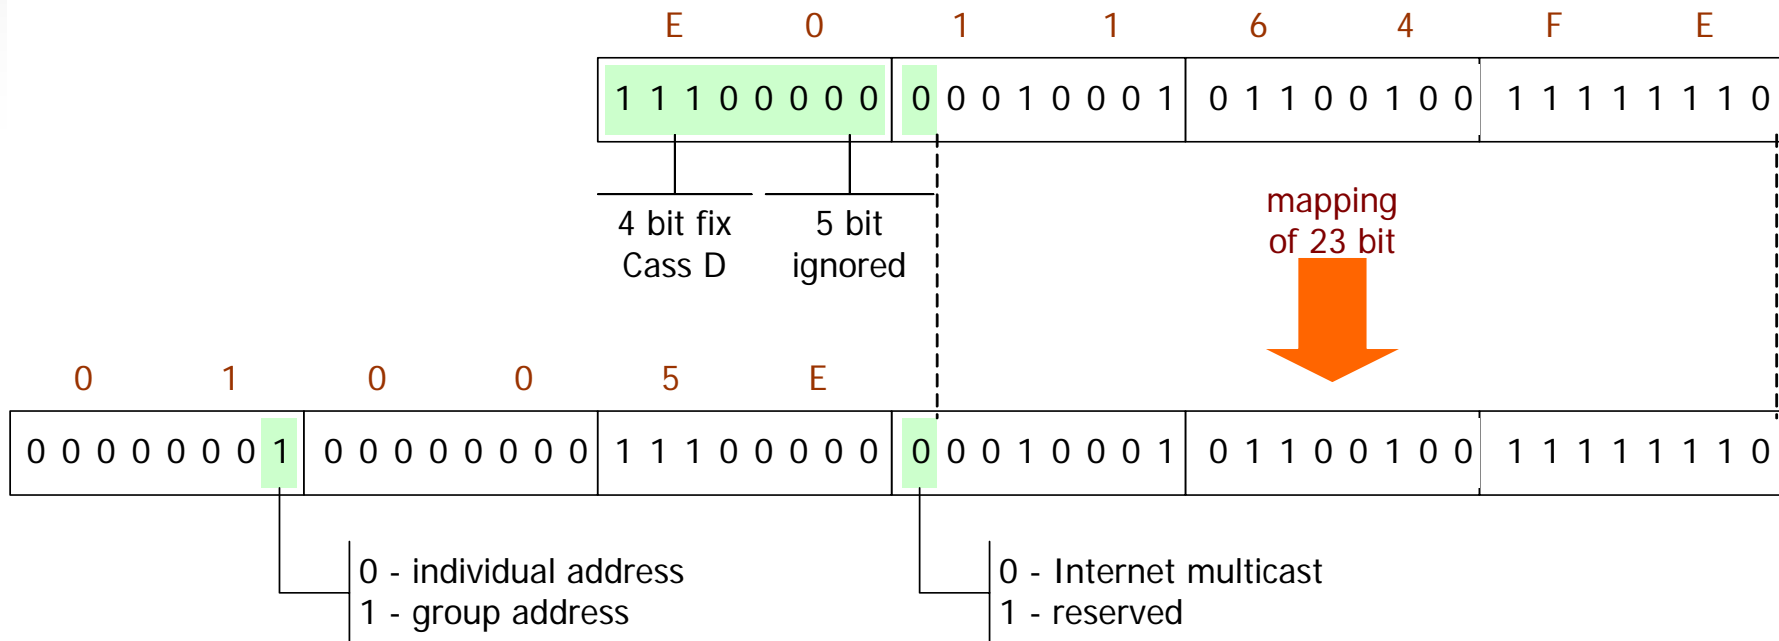 E 0 1 1 6 4 F E
1 1 1 0 0 0 0 0 0 0 0 1 0 0 0 1 0 1 1 0 0 1 0 0 1 1 1 1 1 1 1 0
4 bit fix
Cass D
5 bit
ignored
mapping
of 23 bit
0 1 0 0 5 E
0 0 0 0 0 0 0 1 0 0 0 0 0 0 0 0 1 1 1 0 0 0 0 0 0 0 0 1 0 0 0 1 0 1 1 0 0 1 0 0 1 1 1 1 1 1 1 0
0 - individual address
1 - group address
0 - Internet multicast
1 - reserved